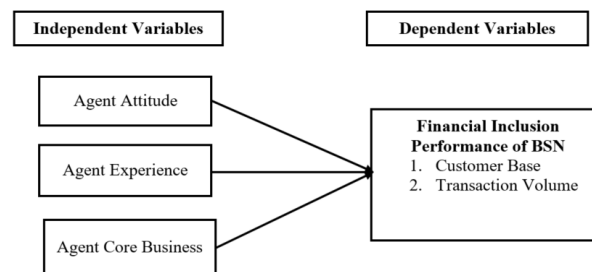 Independent Variables
Dependent Variables
Agent Attitude
Agent Experience
Agent Core Business
Financial Inclusion
Performance of BSN
1. Customer Base
2. Transaction Volume